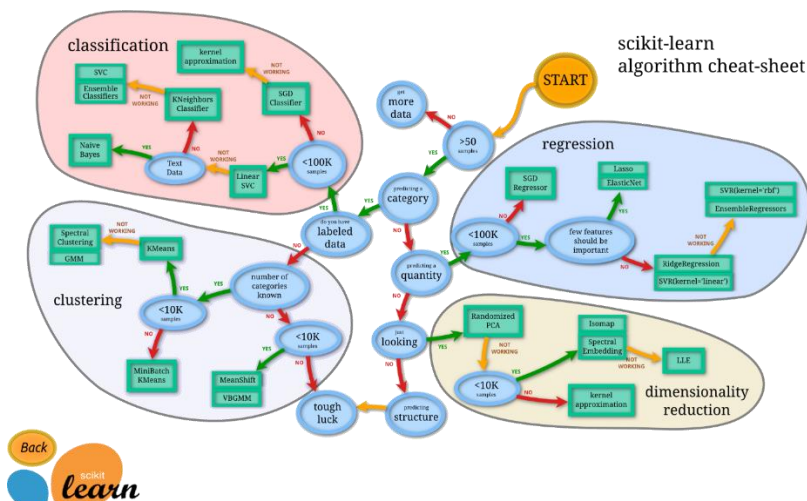 scikit-learn
algorithm cheat-sheet
START
get
more
data
NO
>50
samples
YES
predicting a
category
YES
NO
do you have
labeled
data
YES
NO
predicting a
quantity
YES
NO
just
looking
YES
NO
predicting
structure
tough
luck
classification
kernel
approximation
NOT
WORKING
SVC
Ensemble
Classifiers
NOT
WORKING
KNeighbors
Classifier
SGD
Classifier
NO
NO
Naive
Bayes
YES
Text
Data
NOT
WORKING
Linear
SVC
YES
<100K
samples
regression
SGD
Regressor
Lasso
ElasticNet
SVR(kernel='rbf')
EnsembleRegressors
NO
YES
<100K
samples
YES
few features
should be
important
NOT
WORKING
NO
RidgeRegression
SVR(kernel='linear')
clustering
Spectral
Clustering
GMM
NOT
WORKING
KMeans
number of
categories
known
YES
YES
NO
<10K
samples
NO
<10K
samples
YES
NO
MiniBatch
KMeans
MeanShift
VBGMM
dimensionality
reduction
Randomized
PCA
Isomap
Spectral
Embedding
NOT
WORKING
YES
NOT
WORKING
LLE
<10K
samples
NO
kernel
approximation
Back
scikit
learn